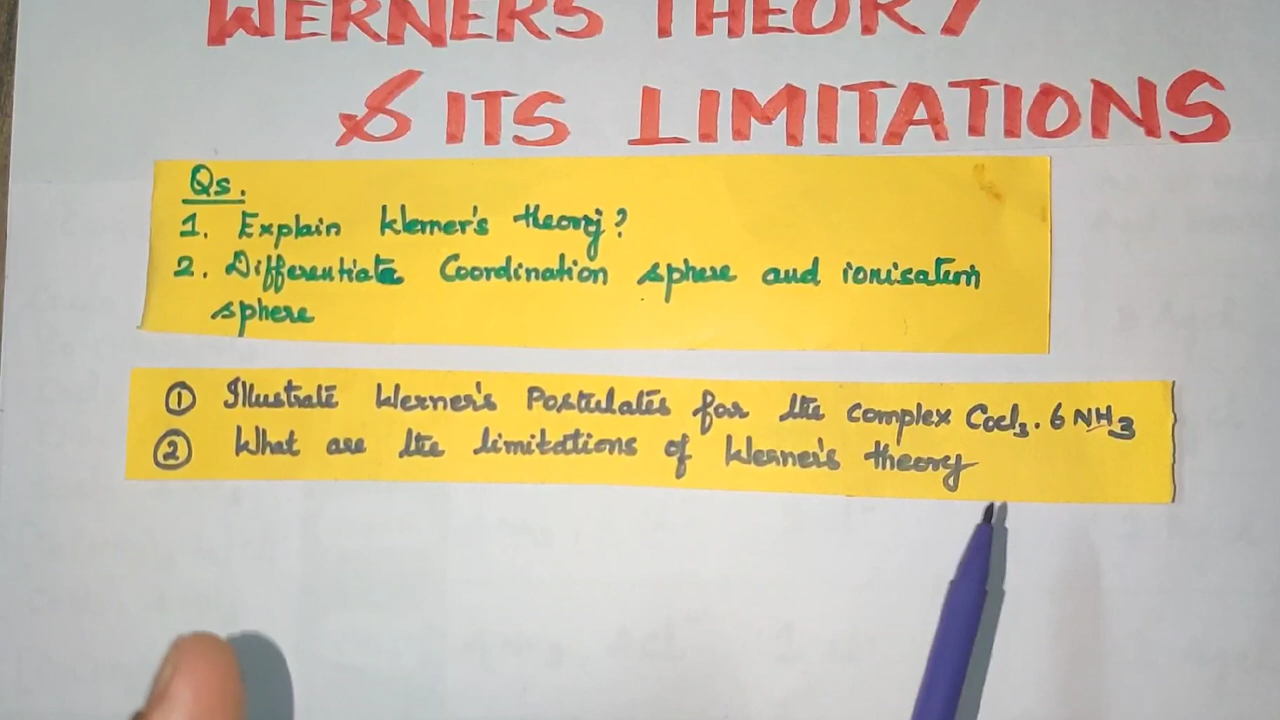 WERNERS THEORY
& ITS LIMITATIONS
Qs.
1. Explain Werner's theory?
2. Differentiate Coordination sphere and ionisation
sphere
① Illustrate Werner's Postulates for the complex CoCl₃. 6 NH₃
② What are the limitations of Werner's theory